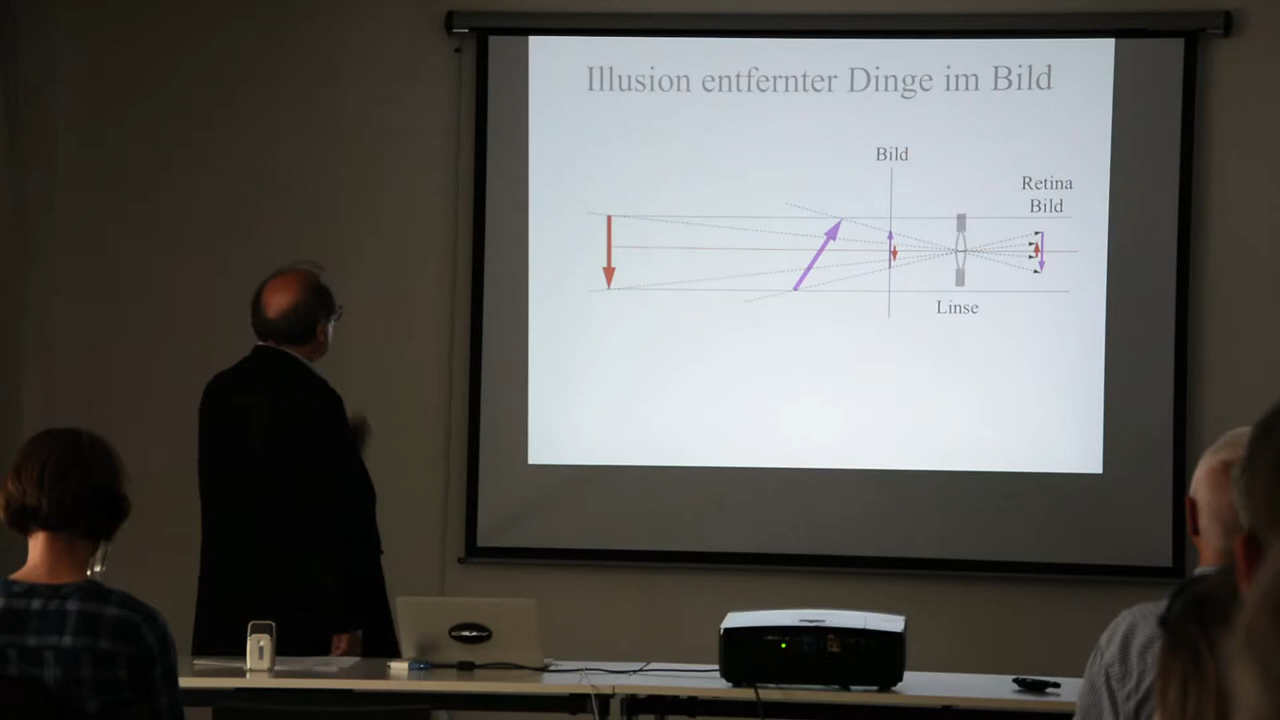 Illusion entfernter Dinge im Bild
Bild
Retina
Bild
Linse